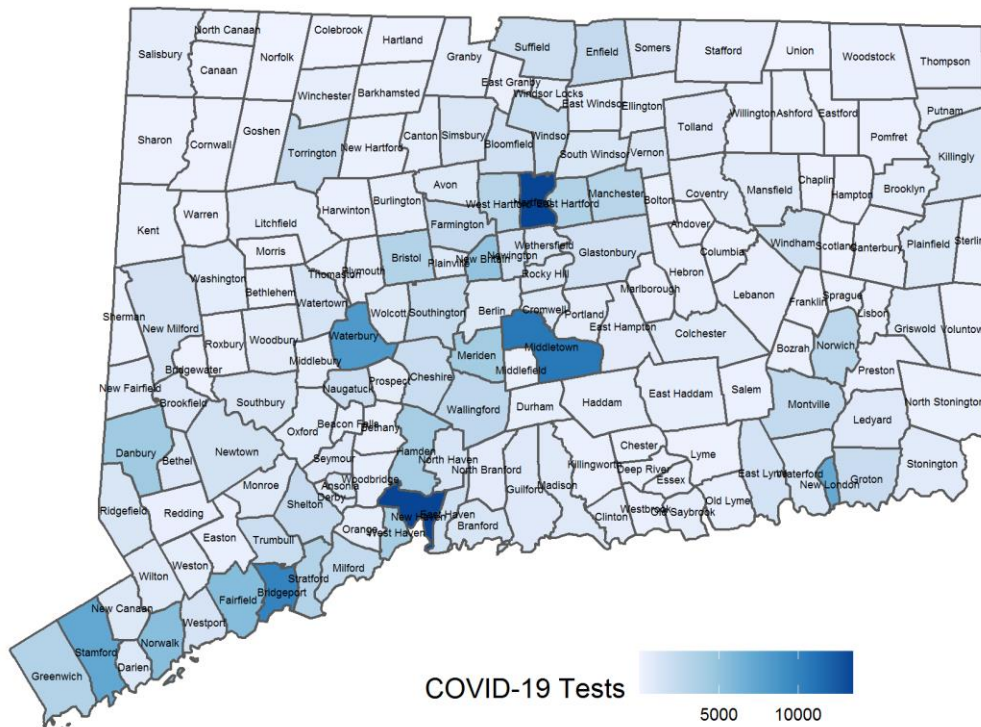 North Canaan
Colebrook
Hartland
Suffield
Enfield
Somers
Stafford
Union
Woodstock
Thompson
Salisbury
Canaan
Norfolk
Granby
East Granby
Windsor Locks
Winchester
Barkhamsted
East Windsor
Ellington
Willington
Ashford
Eastford
Putnam
Sharon
Cornwall
Goshen
Torrington
New Hartford
Canton
Simsbury
Bloomfield
Windsor
South Windsor
Vernon
Tolland
Pomfret
Killingly
Avon
West Hartford
East Hartford
Manchester
Bolton
Coventry
Mansfield
Chaplin
Hampton
Brooklyn
Kent
Warren
Litchfield
Harwinton
Burlington
Farmington
Wethersfield
Glastonbury
Andover
Columbia
Windham
Scotland
Canterbury
Plainfield
Sterling
Morris
Bristol
Plainville
New Britain
Newington
Rocky Hill
Hebron
Washington
Bethlehem
Thomaston
Plymouth
Marlborough
Lebanon
Franklin
Sprague
Lisbon
Sherman
New Milford
Roxbury
Woodbury
Watertown
Wolcott
Southington
Berlin
Cromwell
Portland
East Hampton
Colchester
Bozrah
Norwich
Griswold
Voluntown
Waterbury
Middlebury
Meriden
Middletown
Middlefield
Preston
Bridgewater
New Fairfield
Brookfield
Southbury
Naugatuck
Prospect
Cheshire
Wallingford
Durham
Haddam
East Haddam
Salem
Montville
Ledyard
North Stonington
Oxford
Beacon Falls
Bethany
Danbury
Bethel
Newtown
Seymour
Woodbridge
Hamden
North Haven
North Branford
Killingworth
Chester
Deep River
Essex
Lyme
East Lyme
Waterford
New London
Groton
Stonington
Monroe
Ansonia
Derby
Shelton
Guilford
Madison
Clinton
Westbrook
Old Saybrook
Old Lyme
Ridgefield
Redding
Easton
Trumbull
Orange
New Haven
East Haven
West Haven
Branford
Wilton
Weston
Stratford
Milford
New Canaan
Fairfield
Bridgeport
Westport
Norwalk
Stamford
Darien
Greenwich
COVID-19 Tests
5000
10000